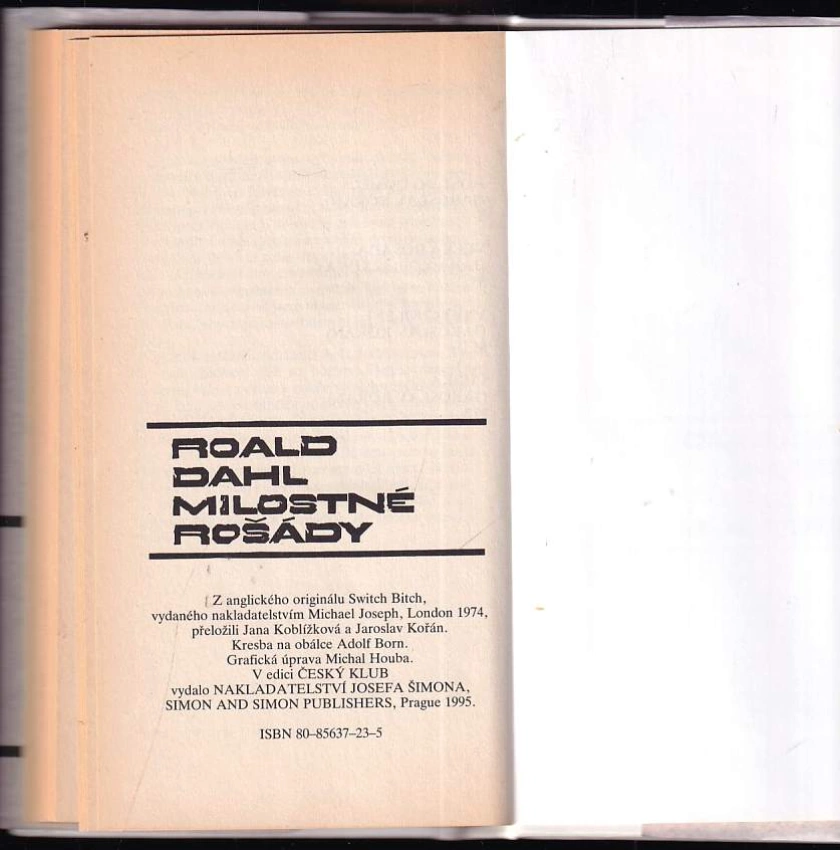 ROALD
DAHL
MILOSTNÉ
ROŠÁDY
Z anglického originálu Switch Bitch,
vydaného nakladatelstvím Michael Joseph, London 1974,
přeložili Jana Koblížková a Jaroslav Kořán.
Kresba na obálce Adolf Born.
Grafická úprava Michal Houba.
V edici ČESKÝ KLUB
vydalo NAKLADATELSTVÍ JOSEFA ŠIMONA,
SIMON AND SIMON PUBLISHERS, Prague 1995.
ISBN 80–85637–23–5